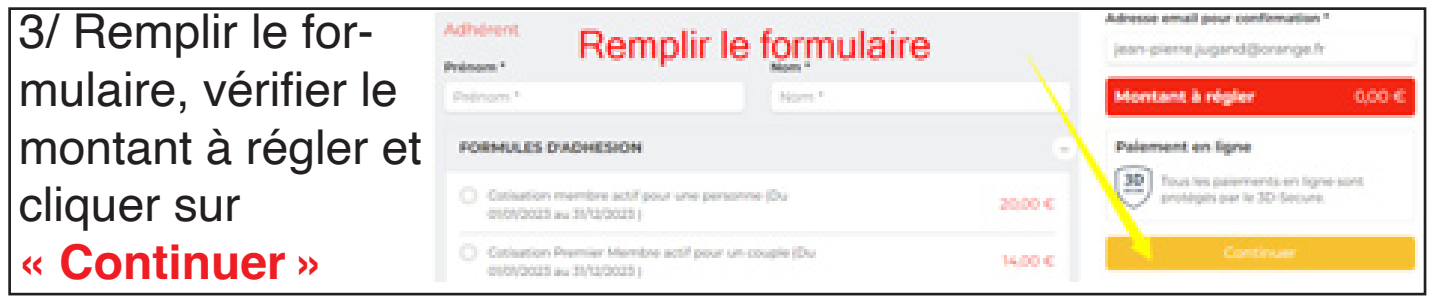 3/ Remplir le for-
mulaire, vérifier le
montant à régler et
cliquer sur
« Continuer »
Adhérent
Remplir le formulaire
Prénom *
Nom *
Prénom *
Nom *
FORMULES D'ADHESION
Cotisation membre actif pour une personne (Du
01/01/2023 au 31/12/2023 )
20,00 €
Cotisation Premier Membre actif pour un couple (Du
01/01/2023 au 31/12/2023 )
14,00 €
Adresse email pour confirmation *
jean-pierre.jugand@orange.fr
Montant à régler
0,00 €
Paiement en ligne
3D
Tous les paiements en ligne sont
protégés par le 3D-Secure.
Continuer